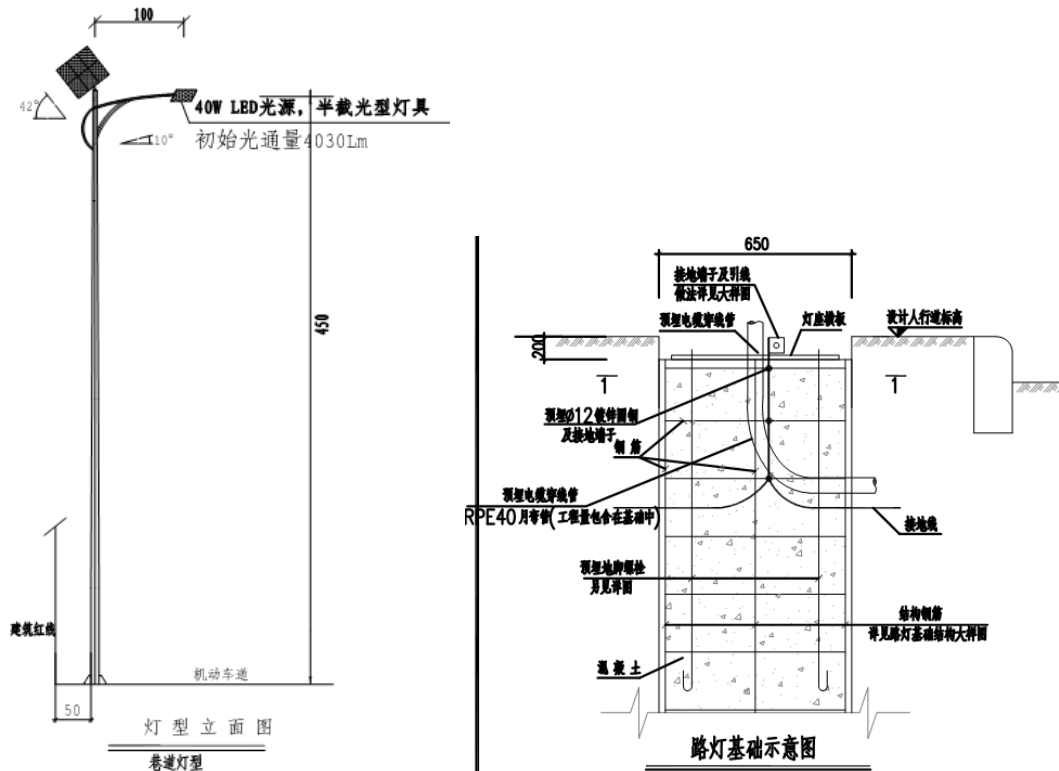 100
42°
40W LED光源，半截光型灯具
初始光通量4030Lm
10°
450
建筑红线
机动车道
50
灯 型 立 面 图
巷道灯型
650
接地端子及引线
做法详见大样图
预埋电缆穿线管
灯座横板
设计人行道标高
200
1
1
预埋Ø12镀锌圆钢
及接地端子
钢 筋
预埋电缆穿线管
RPE40月弯管(工程量包含在基础中)
接地线
预埋地脚螺栓
另见详图
结构钢筋
详见路灯基础结构大样图
混 凝 土
路灯基础示意图